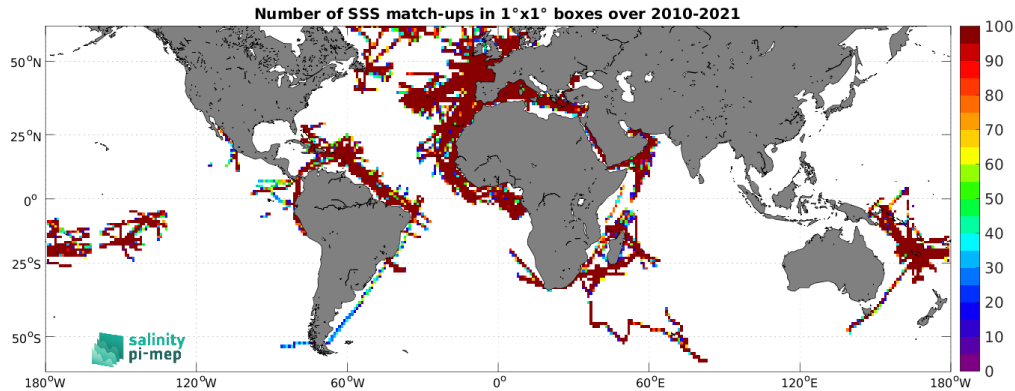 Number of SSS match-ups in 1°x1° boxes over 2010-2021
50°N
25°N
0°
25°S
50°S
180°W
120°W
60°W
0°
60°E
120°E
180°W
100
90
80
70
60
50
40
30
20
10
0
salinity
pi-mep